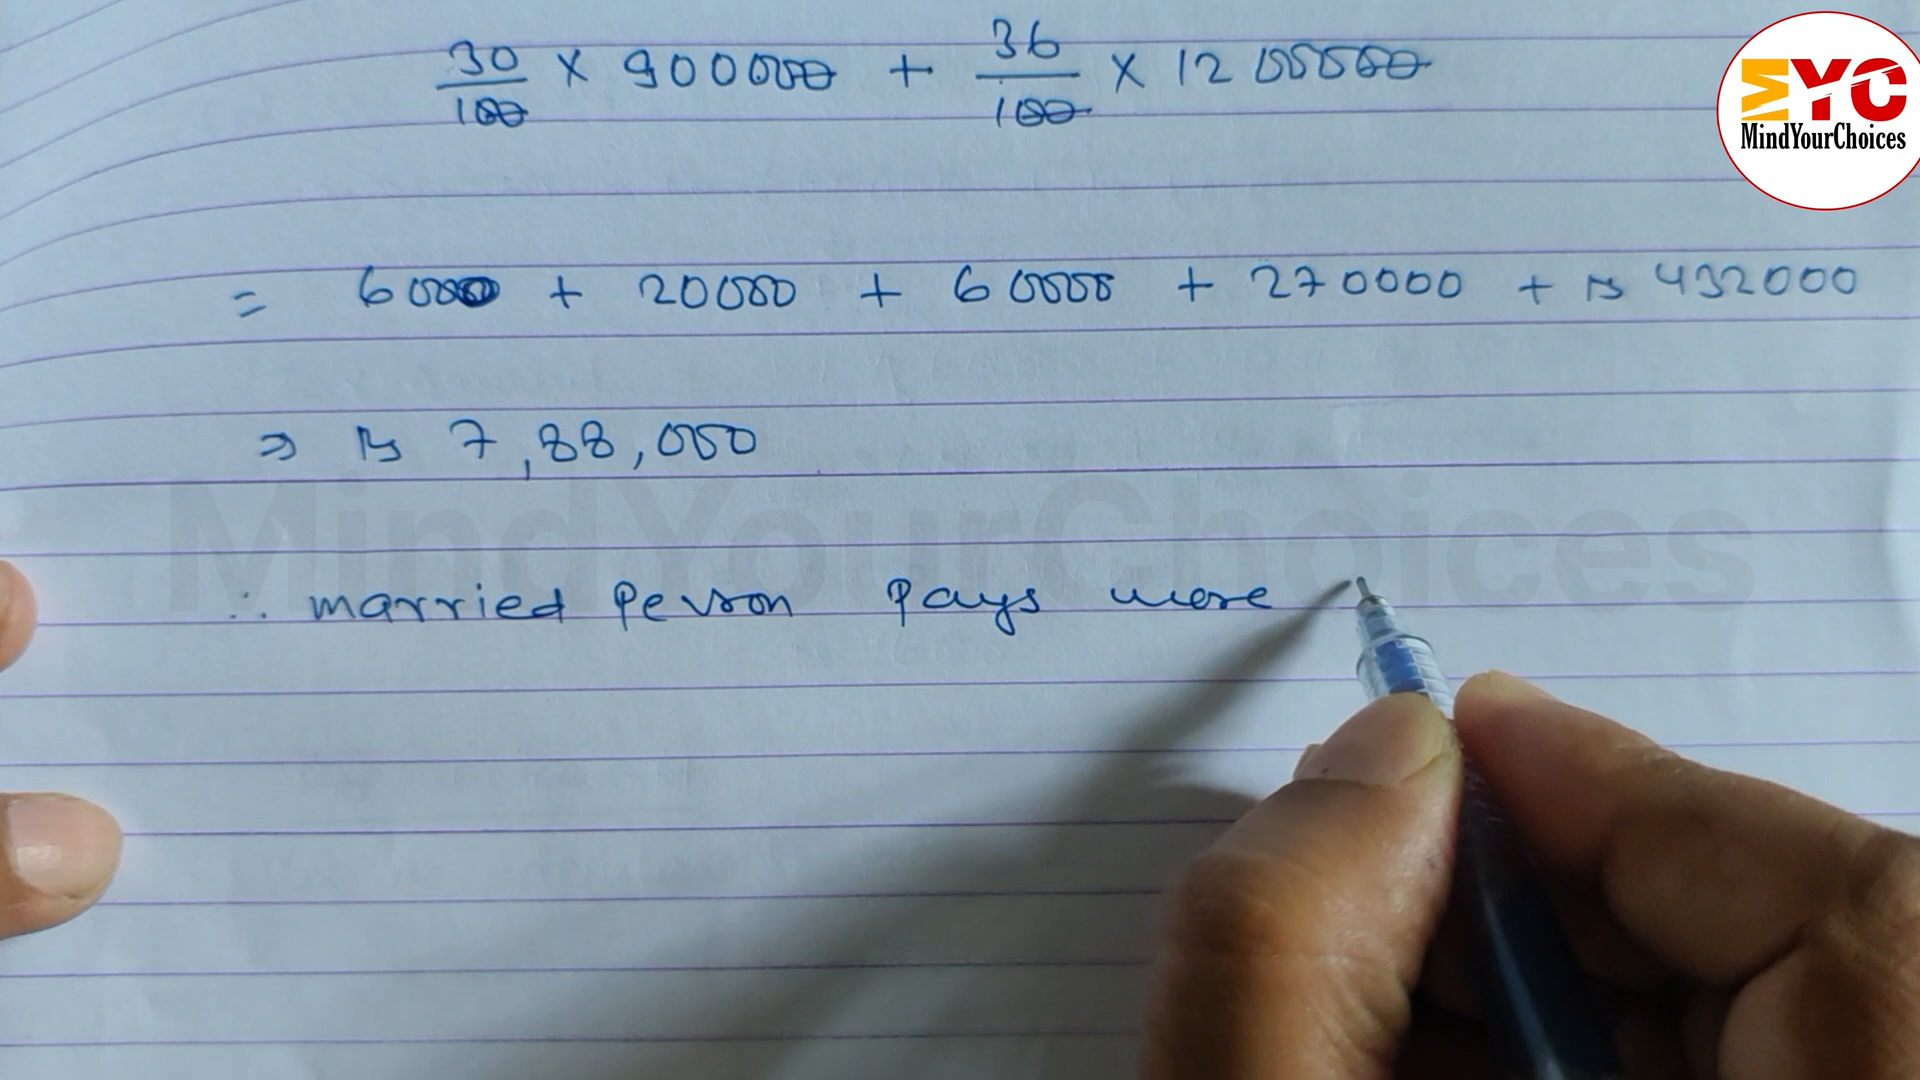 30/100 × 900000 + 36/100 × 1200000
MYC
MindYourChoices
= 6000 + 20000 + 60000 + 270000 + Rs 432000
⇒ Rs 7,88,000
MindYourChoices
∴ married person pays more